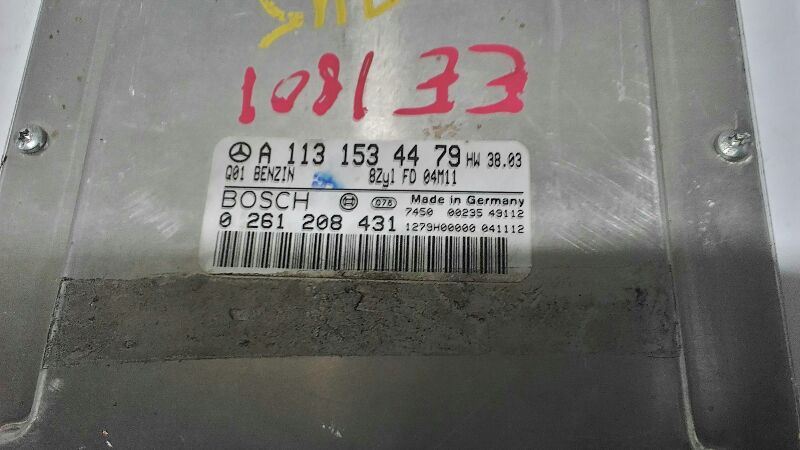 108133
A 113 153 44 79 HW 38.03
Q01 BENZIN 8Zyl FD 04M11
BOSCH Made in Germany
7450 00235 49112
0 261 208 431 1279H00000 041112